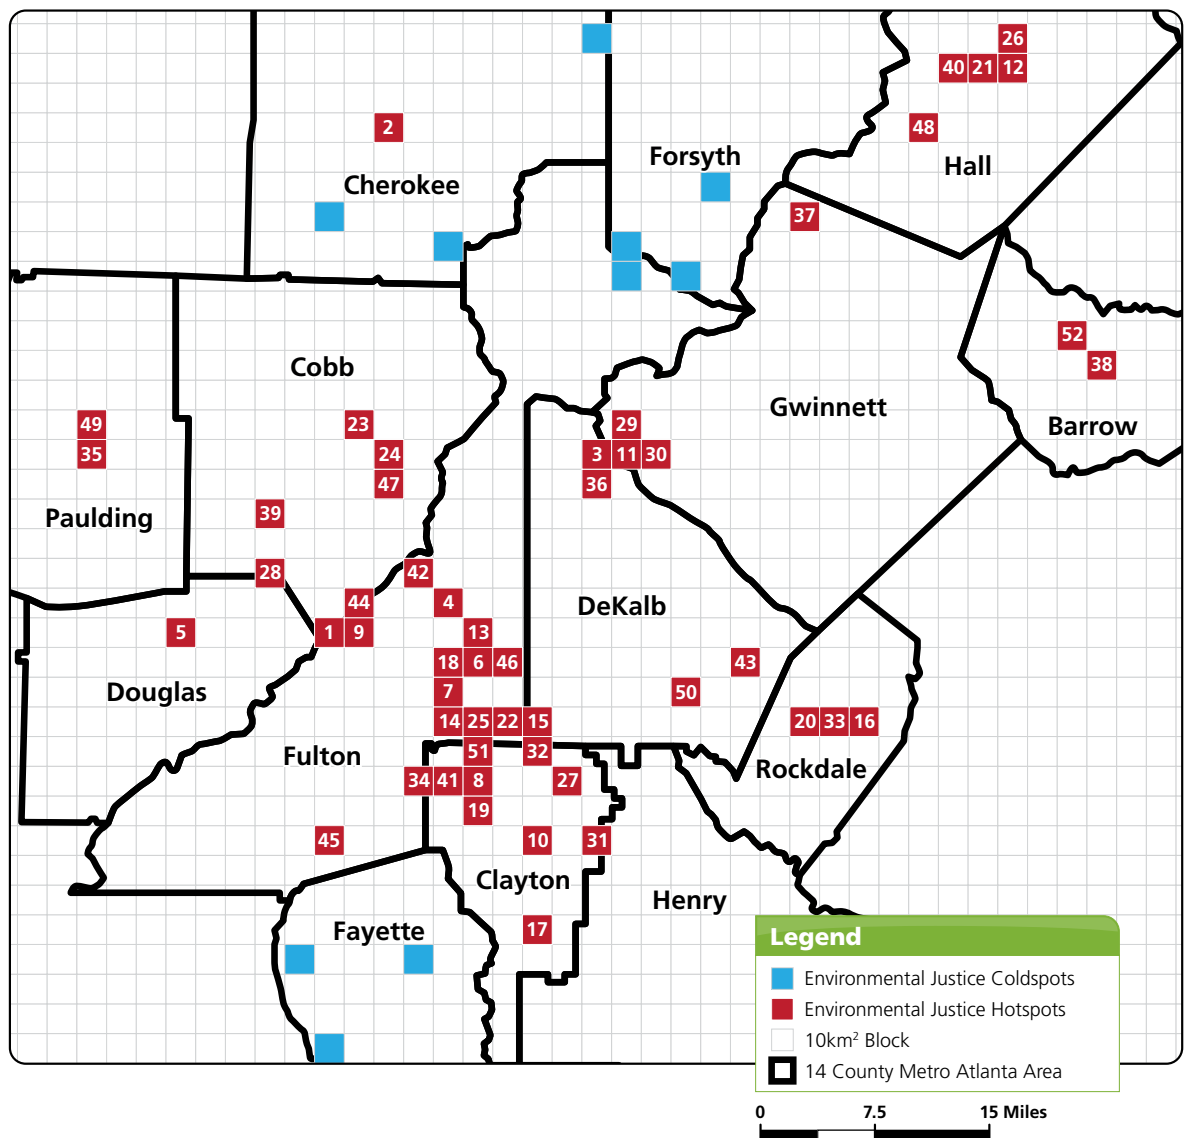 26
40 21 12
2
48
Forsyth
Hall
Cherokee
37
52
Cobb
38
Gwinnett
49
23
29
Barrow
35
24
3 11 30
47
36
Paulding
39
28
42
44
4
DeKalb
5
1 9
13
18 6 46
43
Douglas
7
50
14 25 22 15
20 33 16
Fulton
51
32
Rockdale
34 41 8
27
19
45
10
31
Clayton
Henry
Fayette
17
Legend
Environmental Justice Coldspots
Environmental Justice Hotspots
10km² Block
14 County Metro Atlanta Area
0 7.5 15 Miles